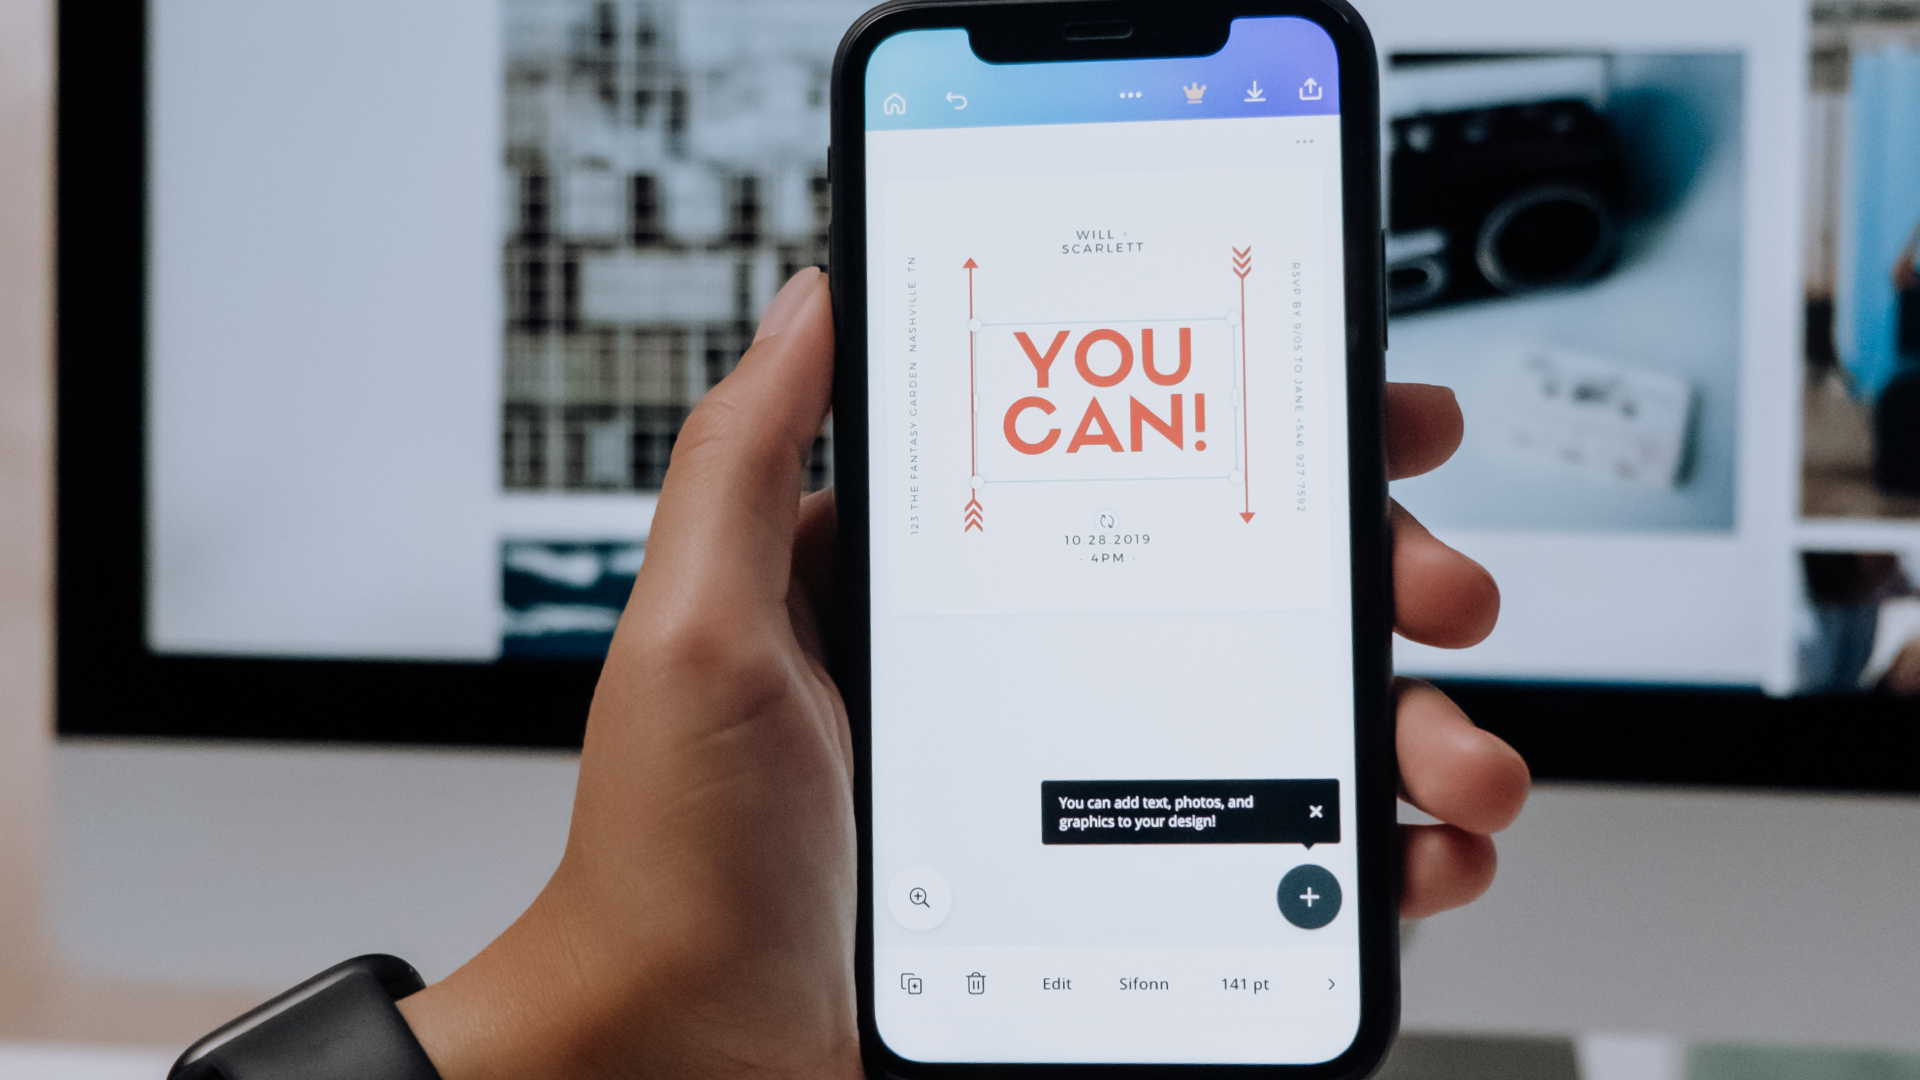 WILL +
SCARLETT
123 THE FANTASY GARDEN NASHVILLE, TN
YOU
CAN!
RSVP BY 9/05 TO JANE +546 927 7592
10.28.2019
- 4PM -
You can add text, photos, and
graphics to your design!
Edit Sifonn 141 pt